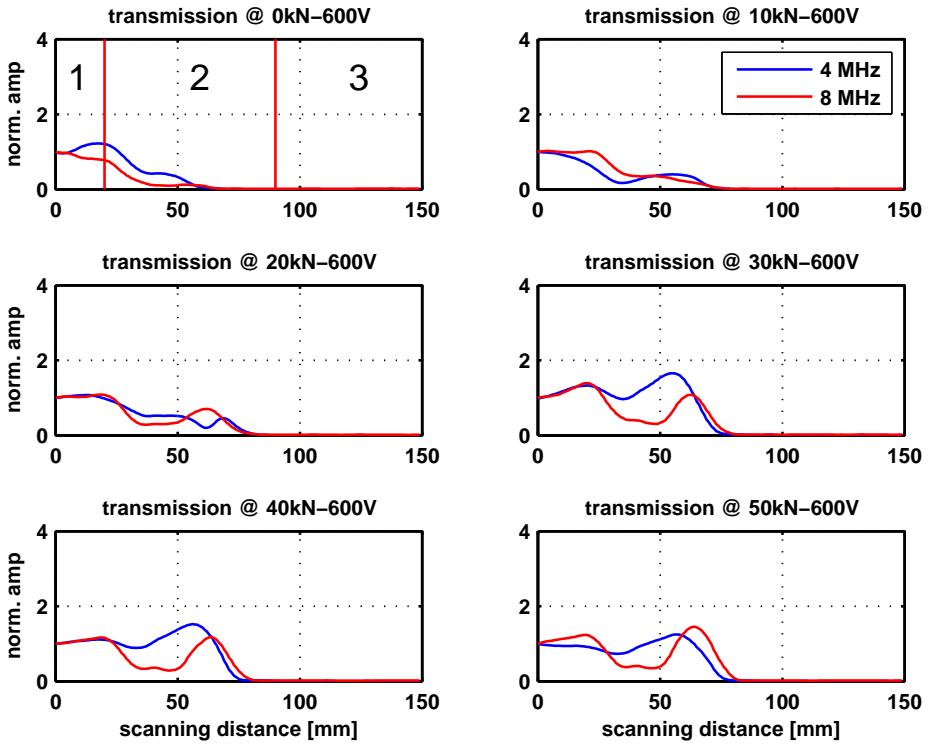 transmission @ 0kN−600V
transmission @ 10kN−600V
norm. amp
4
2
0
1
2
3
0 50 100 150
4
2
0
4 MHz
8 MHz
0 50 100 150
transmission @ 20kN−600V
transmission @ 30kN−600V
norm. amp
4
2
0
0 50 100 150
4
2
0
0 50 100 150
transmission @ 40kN−600V
transmission @ 50kN−600V
norm. amp
4
2
0
0 50 100 150
scanning distance [mm]
4
2
0
0 50 100 150
scanning distance [mm]